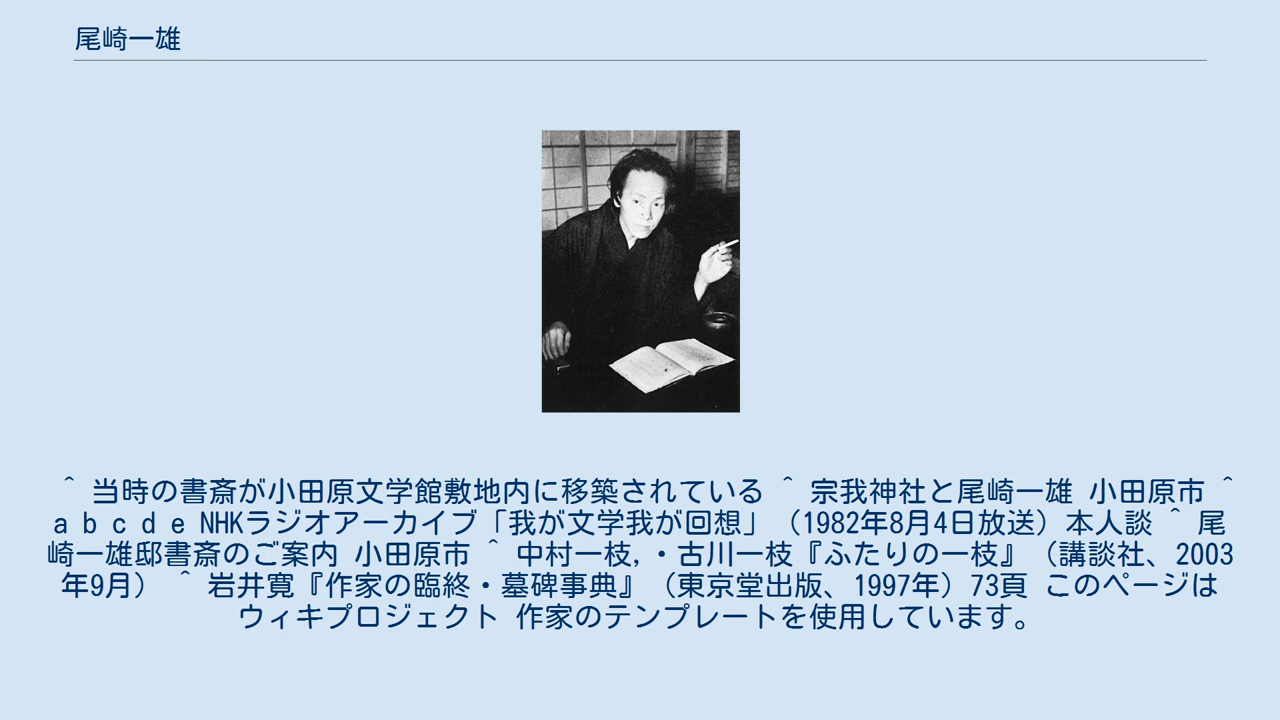 尾崎一雄
^ 当時の書斎が小田原文学館敷地内に移築されている ^ 宗我神社と尾崎一雄 小田原市 ^
a b c d e NHKラジオアーカイブ「我が文学我が回想」（1982年8月4日放送）本人談 ^ 尾
崎一雄邸書斎のご案内 小田原市 ^ 中村一枝,・古川一枝『ふたりの一枝』（講談社、2003
年9月） ^ 岩井寛『作家の臨終・墓碑事典』（東京堂出版、1997年）73頁 このページは
ウィキプロジェクト 作家のテンプレートを使用しています。